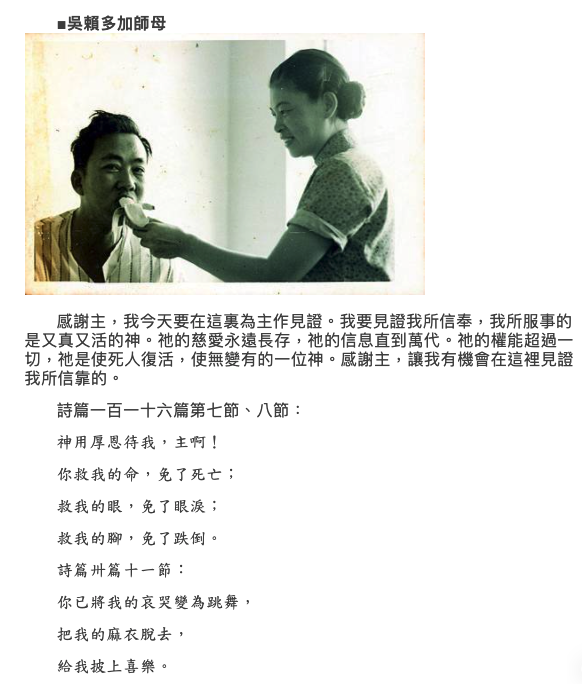 ■吳賴多加師母
感謝主，我今天要在這裏為主作見證。我要見證我所信奉，我所服事的
是又真又活的神。祂的慈愛永遠長存，祂的信息直到萬代。祂的權能超過一
切，祂是使死人復活，使無變有的一位神。感謝主，讓我有機會在這裡見證
我所信靠的。
詩篇一百一十六篇第七節、八節：
神用厚恩待我，主啊！
你救我的命，免了死亡；
救我的眼，免了眼淚；
救我的腳，免了跌倒。
詩篇卅篇十一節：
你已將我的哀哭變為跳舞，
把我的麻衣脫去，
給我披上喜樂。